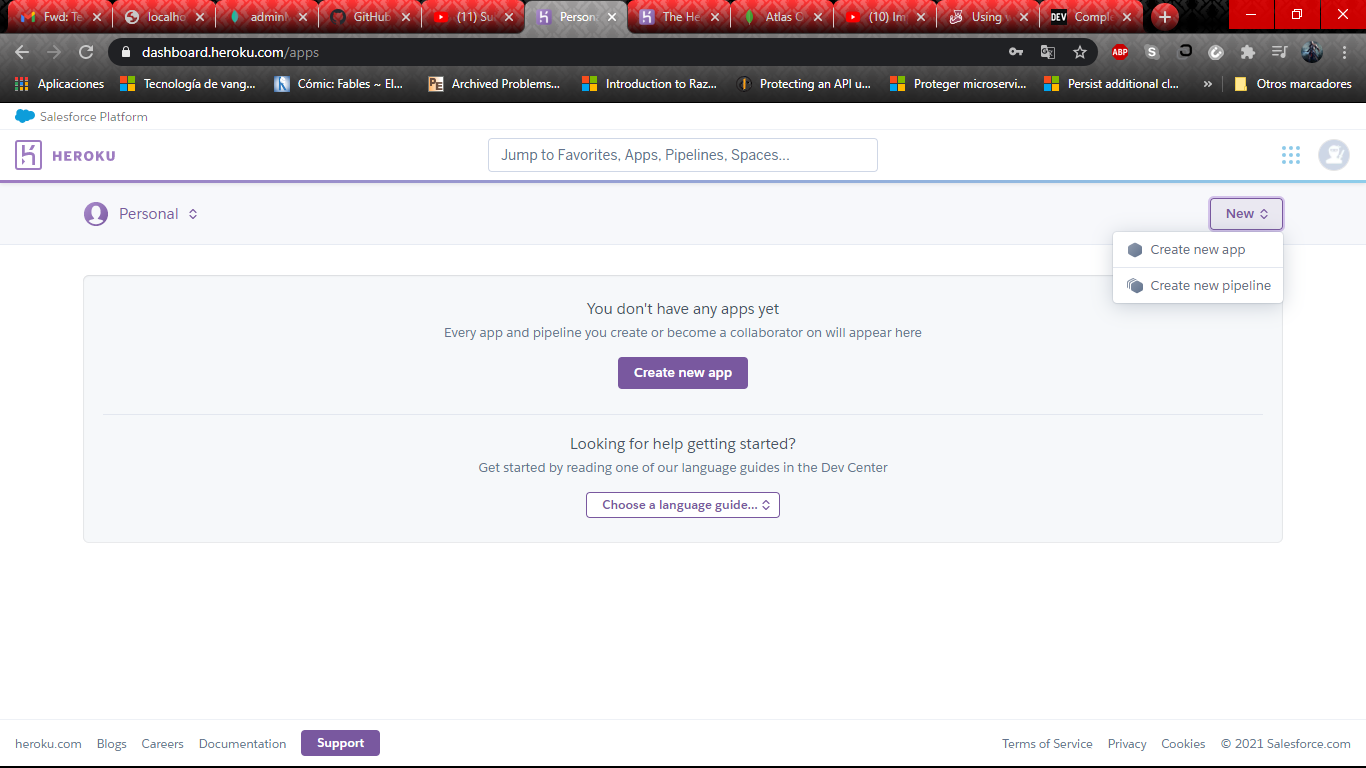 Fwd: Te
localho
adminM
GitHub
(11) Su
Person
The He
Atlas C
(10) Im
Using
DEV Comple
dashboard.heroku.com/apps
ABP
Aplicaciones
Tecnología de vang...
Cómic: Fables ~ El...
Archived Problems...
Introduction to Raz...
Protecting an API u...
Proteger microservi...
Persist additional cl...
»
Otros marcadores
Salesforce Platform
HEROKU
Jump to Favorites, Apps, Pipelines, Spaces...
Personal
New
Create new app
Create new pipeline
You don't have any apps yet
Every app and pipeline you create or become a collaborator on will appear here
Create new app
Looking for help getting started?
Get started by reading one of our language guides in the Dev Center
Choose a language guide...
heroku.com Blogs Careers Documentation Support
Terms of Service Privacy Cookies © 2021 Salesforce.com